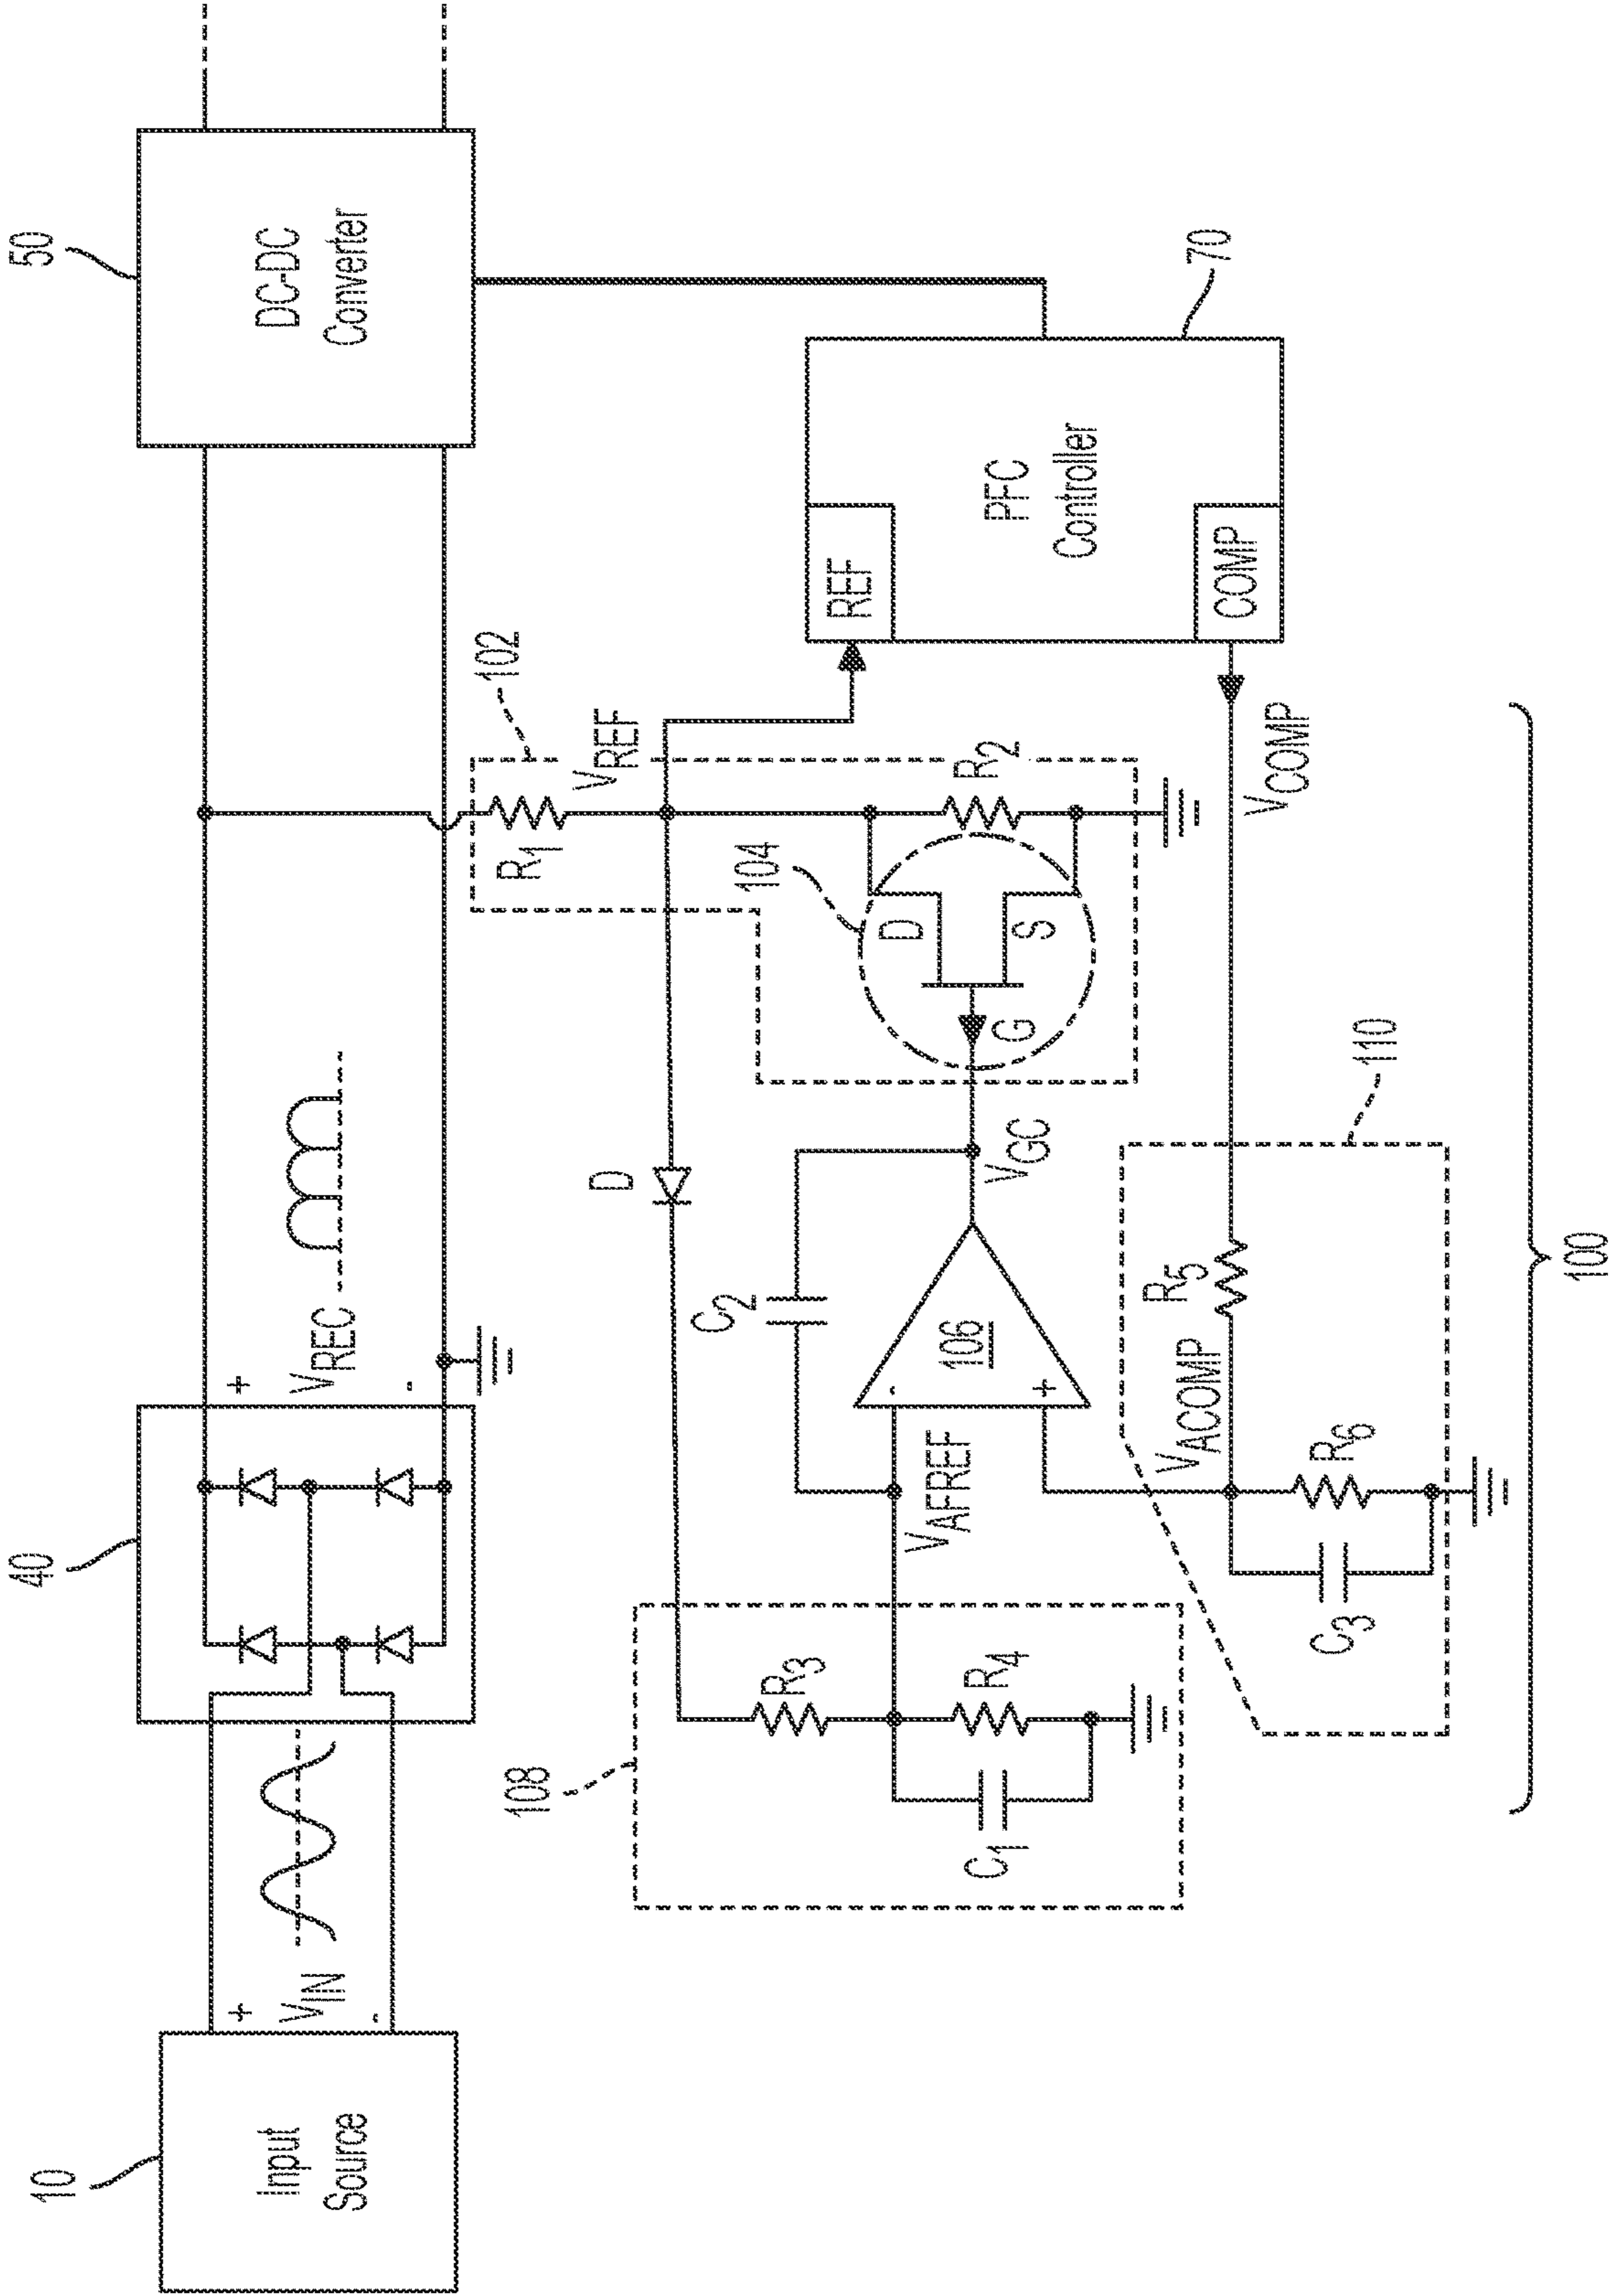 10
Input
Source
+
VIN
-
40
+
VREC
-
50
DC-DC
Converter
102
R1
VREF
R2
104
D
S
G
D
REF
PFC
Controller
COMP
70
108
R3
R4
C1
C2
VAFREF
-
106
+
VGC
VACOMP
R5
R6
C3
110
VCOMP
100